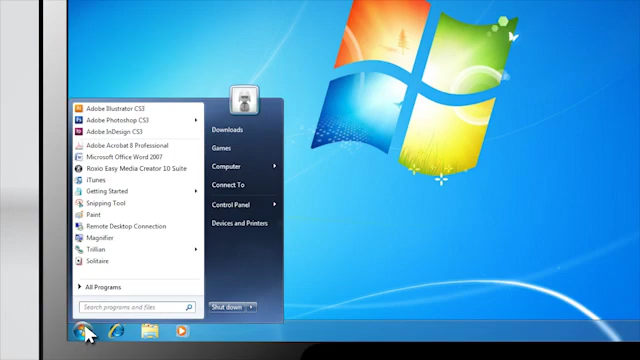 Adobe Illustrator CS3
Adobe Photoshop CS3
Adobe InDesign CS3
Adobe Acrobat 8 Professional
Microsoft Office Word 2007
Roxio Easy Media Creator 10 Suite
iTunes
Getting Started
Snipping Tool
Paint
Remote Desktop Connection
Magnifier
Trillian
Solitaire
All Programs
Search programs and files
Downloads
Games
Computer
Connect To
Control Panel
Devices and Printers
Shut down